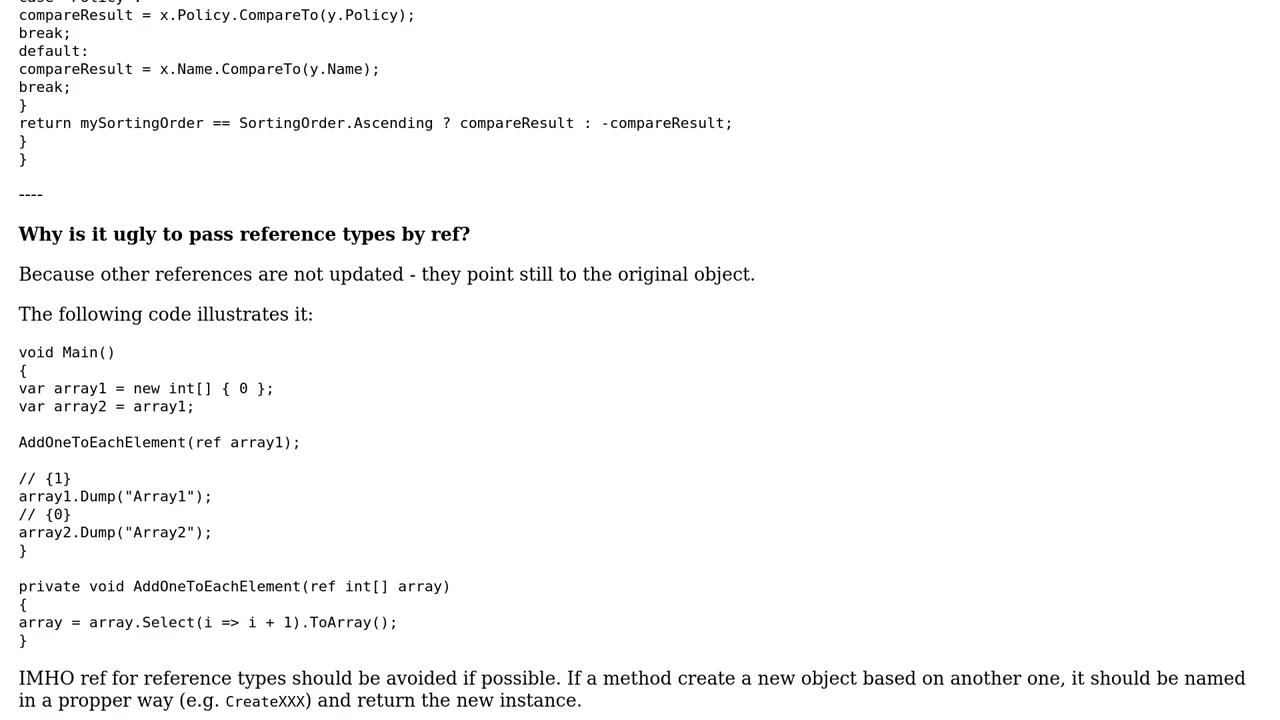 compareResult = x.Policy.CompareTo(y.Policy);
break;
default:
compareResult = x.Name.CompareTo(y.Name);
break;
}
return mySortingOrder == SortingOrder.Ascending ? compareResult : -compareResult;
}
}
----
Why is it ugly to pass reference types by ref?
Because other references are not updated - they point still to the original object.
The following code illustrates it:
void Main()
{
var array1 = new int[] { 0 };
var array2 = array1;
AddOneToEachElement(ref array1);
// {1}
array1.Dump("Array1");
// {0}
array2.Dump("Array2");
}
private void AddOneToEachElement(ref int[] array)
{
array = array.Select(i => i + 1).ToArray();
}
IMHO ref for reference types should be avoided if possible. If a method create a new object based on another one, it should be named
in a propper way (e.g. CreateXXX) and return the new instance.